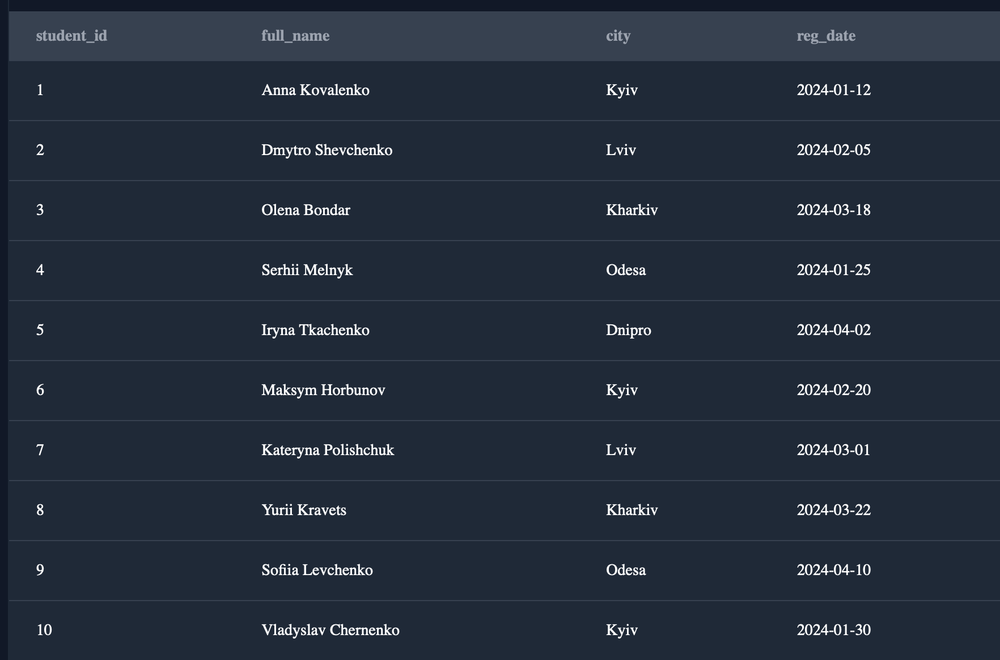 student_id full_name city reg_date
1 Anna Kovalenko Kyiv 2024-01-12
2 Dmytro Shevchenko Lviv 2024-02-05
3 Olena Bondar Kharkiv 2024-03-18
4 Serhii Melnyk Odesa 2024-01-25
5 Iryna Tkachenko Dnipro 2024-04-02
6 Maksym Horbunov Kyiv 2024-02-20
7 Kateryna Polishchuk Lviv 2024-03-01
8 Yurii Kravets Kharkiv 2024-03-22
9 Sofiia Levchenko Odesa 2024-04-10
10 Vladyslav Chernenko Kyiv 2024-01-30